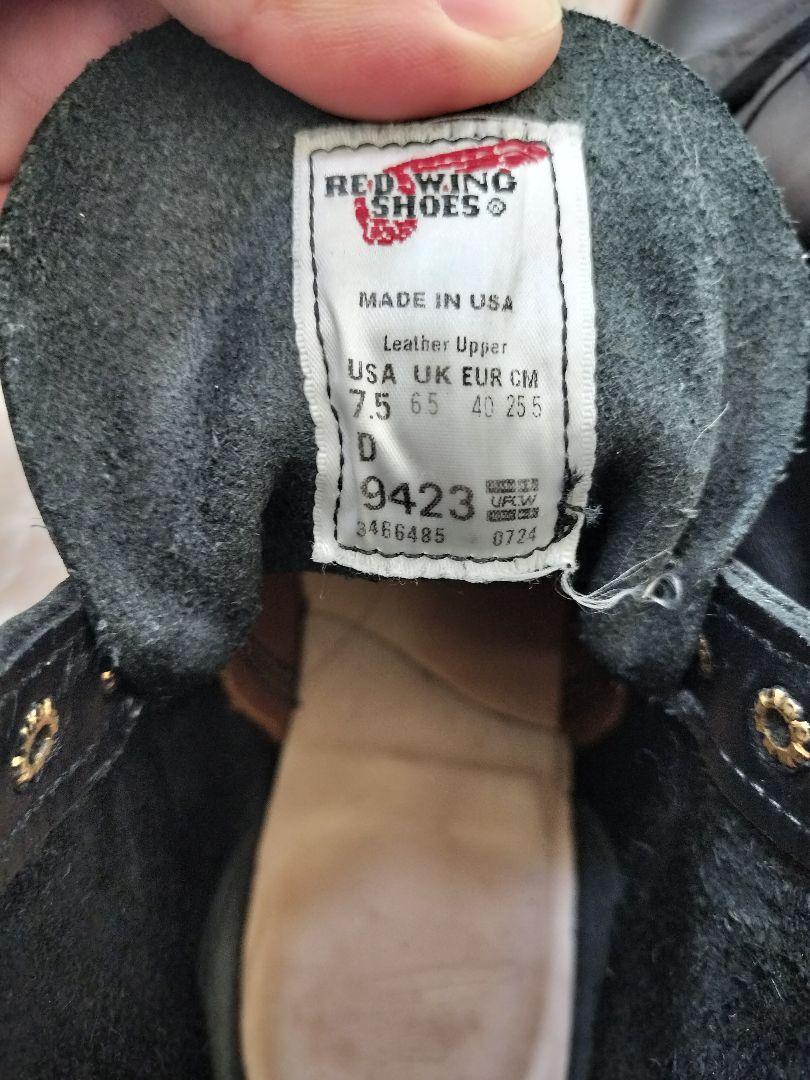 RED WING
SHOES®
MADE IN USA
Leather Upper
USA UK EUR CM
7.5 6.5 40 25.5
D
9423 UFCW
3466485 0724